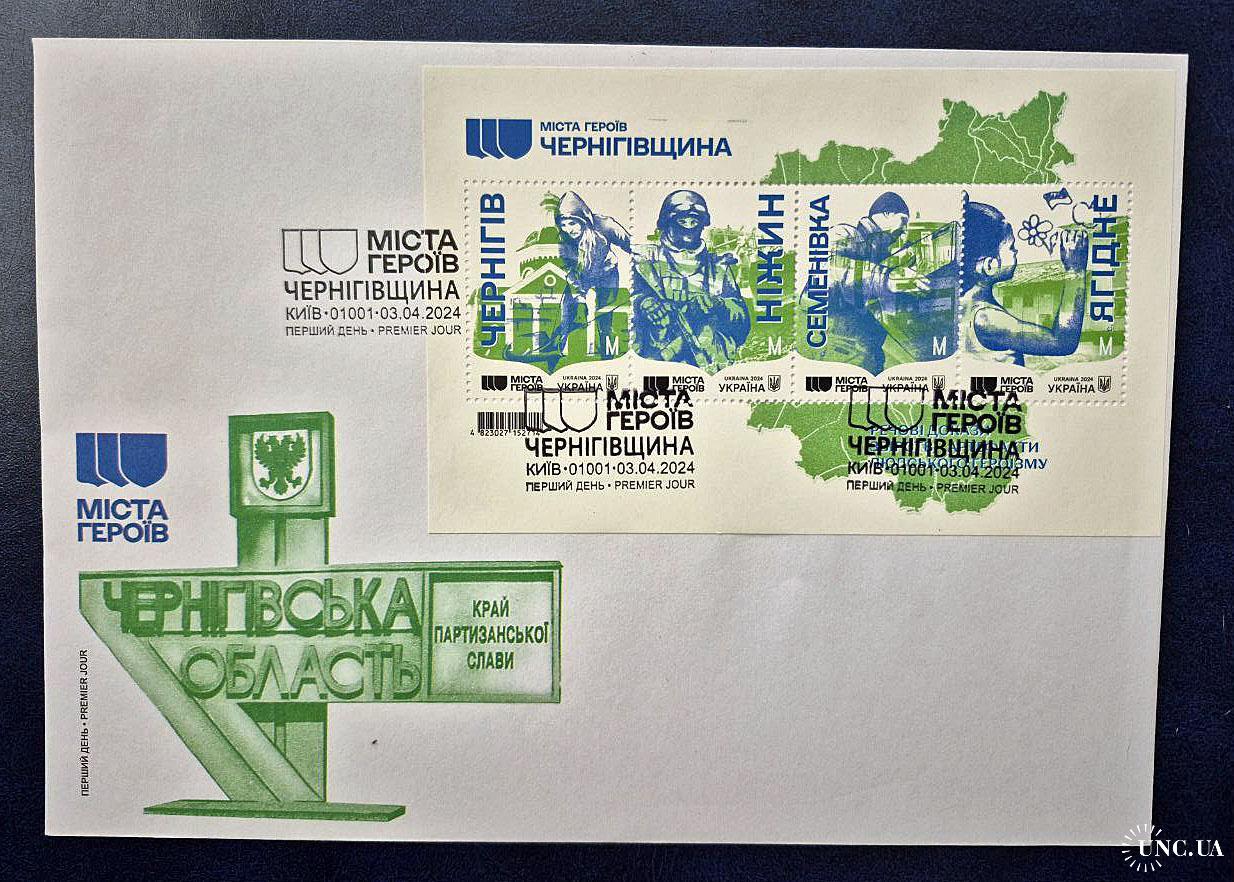 МІСТА ГЕРОЇВ
ЧЕРНІГІВЩИНА
ЧЕРНІГІВ
M
МІСТА
ГЕРОЇВ
UKRAINA 2024
УКРАЇНА
НІЖИН
M
МІСТА
ГЕРОЇВ
UKRAINA 2024
УКРАЇНА
СЕМЕНІВКА
M
МІСТА
ГЕРОЇВ
UKRAINA 2024
УКРАЇНА
ЯГІДНЕ
M
МІСТА
ГЕРОЇВ
UKRAINA 2024
УКРАЇНА
МІСТА
ГЕРОЇВ
ЧЕРНІГІВЩИНА
КИЇВ • 01001 • 03.04.2024
ПЕРШИЙ ДЕНЬ • PREMIER JOUR
4 823027
МІСТА
ГЕРОЇВ
ЧЕРНІГІВЩИНА
КИЇВ • 01001 • 03.04.2024
ПЕРШИЙ ДЕНЬ • PREMIER JOUR
МІСТА
ГЕРОЇВ
ЧЕРНІГІВЩИНА
КИЇВ • 01001 • 03.04.2024
ПЕРШИЙ ДЕНЬ • PREMIER JOUR
ЛЮДСЬКОГО ГЕРОЇЗМУ
МІСТА
ГЕРОЇВ
ЧЕРНІГІВСЬКА
ОБЛАСТЬ
КРАЙ
ПАРТИЗАНСЬКОЇ
СЛАВИ
ПЕРШИЙ ДЕНЬ • PREMIER JOUR
UNC.UA